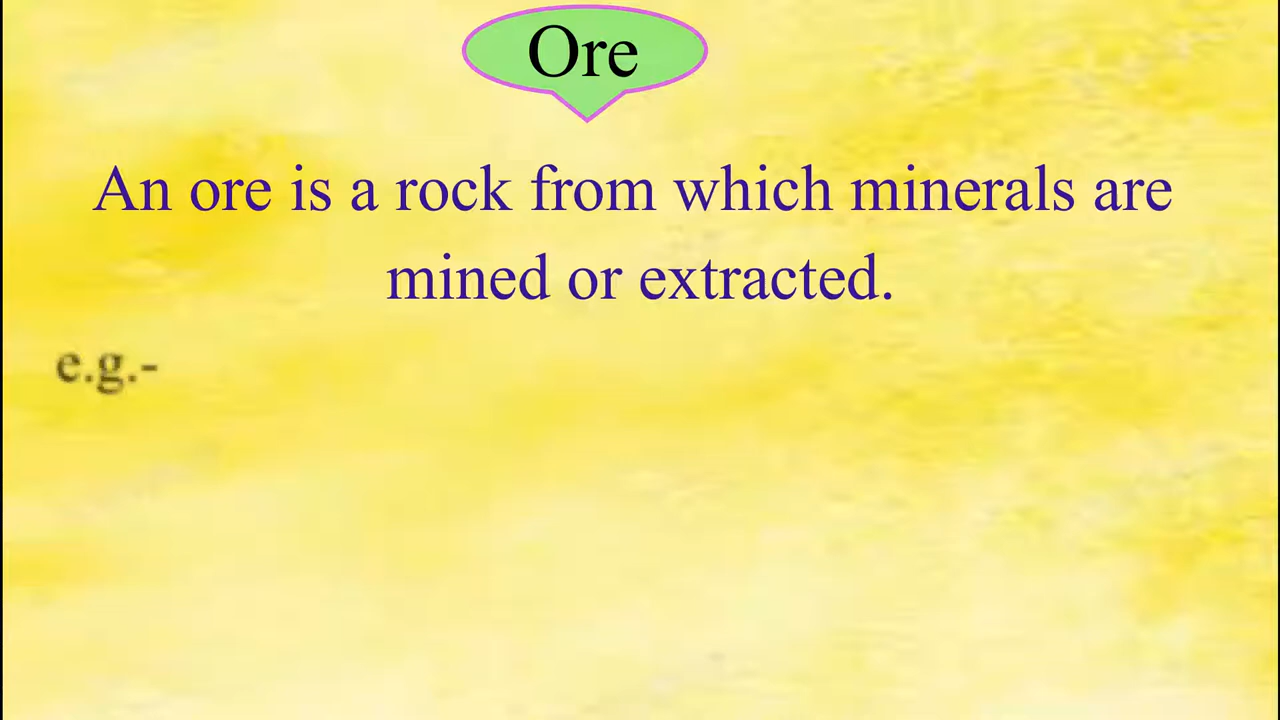 Ore
An ore is a rock from which minerals are
mined or extracted.
e.g.-